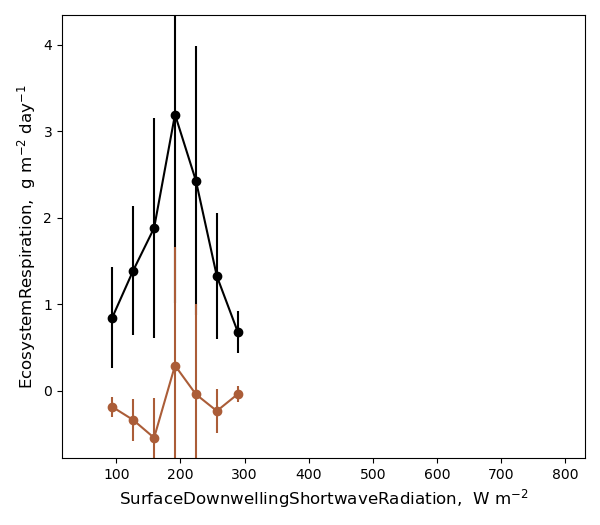 EcosystemRespiration, g m⁻² day⁻¹
4
3
2
1
0
100 200 300 400 500 600 700 800
SurfaceDownwellingShortwaveRadiation, W m⁻²